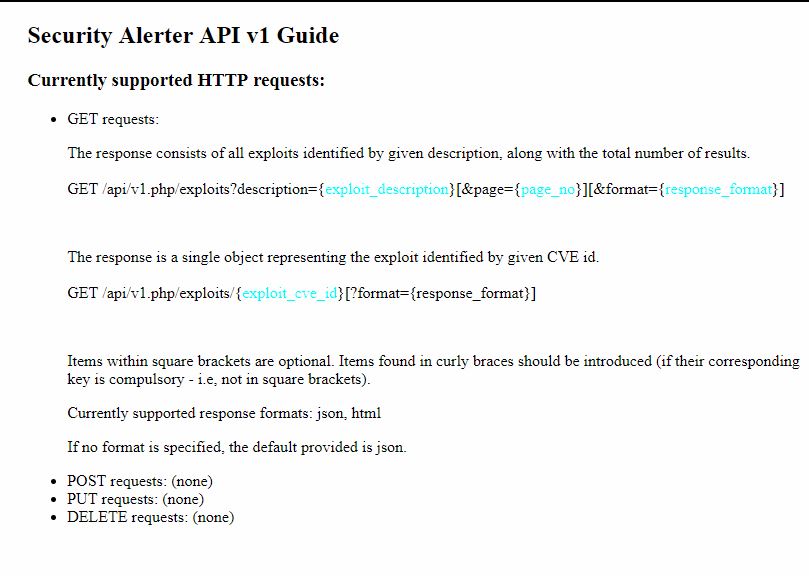 Security Alerter API v1 Guide
Currently supported HTTP requests:
GET requests:
The response consists of all exploits identified by given description, along with the total number of results.
GET /api/v1.php/exploits?description={exploit_description}[&page={page_no}][&format={response_format}]
The response is a single object representing the exploit identified by given CVE id.
GET /api/v1.php/exploits/{exploit_cve_id}[?format={response_format}]
Items within square brackets are optional. Items found in curly braces should be introduced (if their corresponding
key is compulsory - i.e, not in square brackets).
Currently supported response formats: json, html
If no format is specified, the default provided is json.
POST requests: (none)
PUT requests: (none)
DELETE requests: (none)